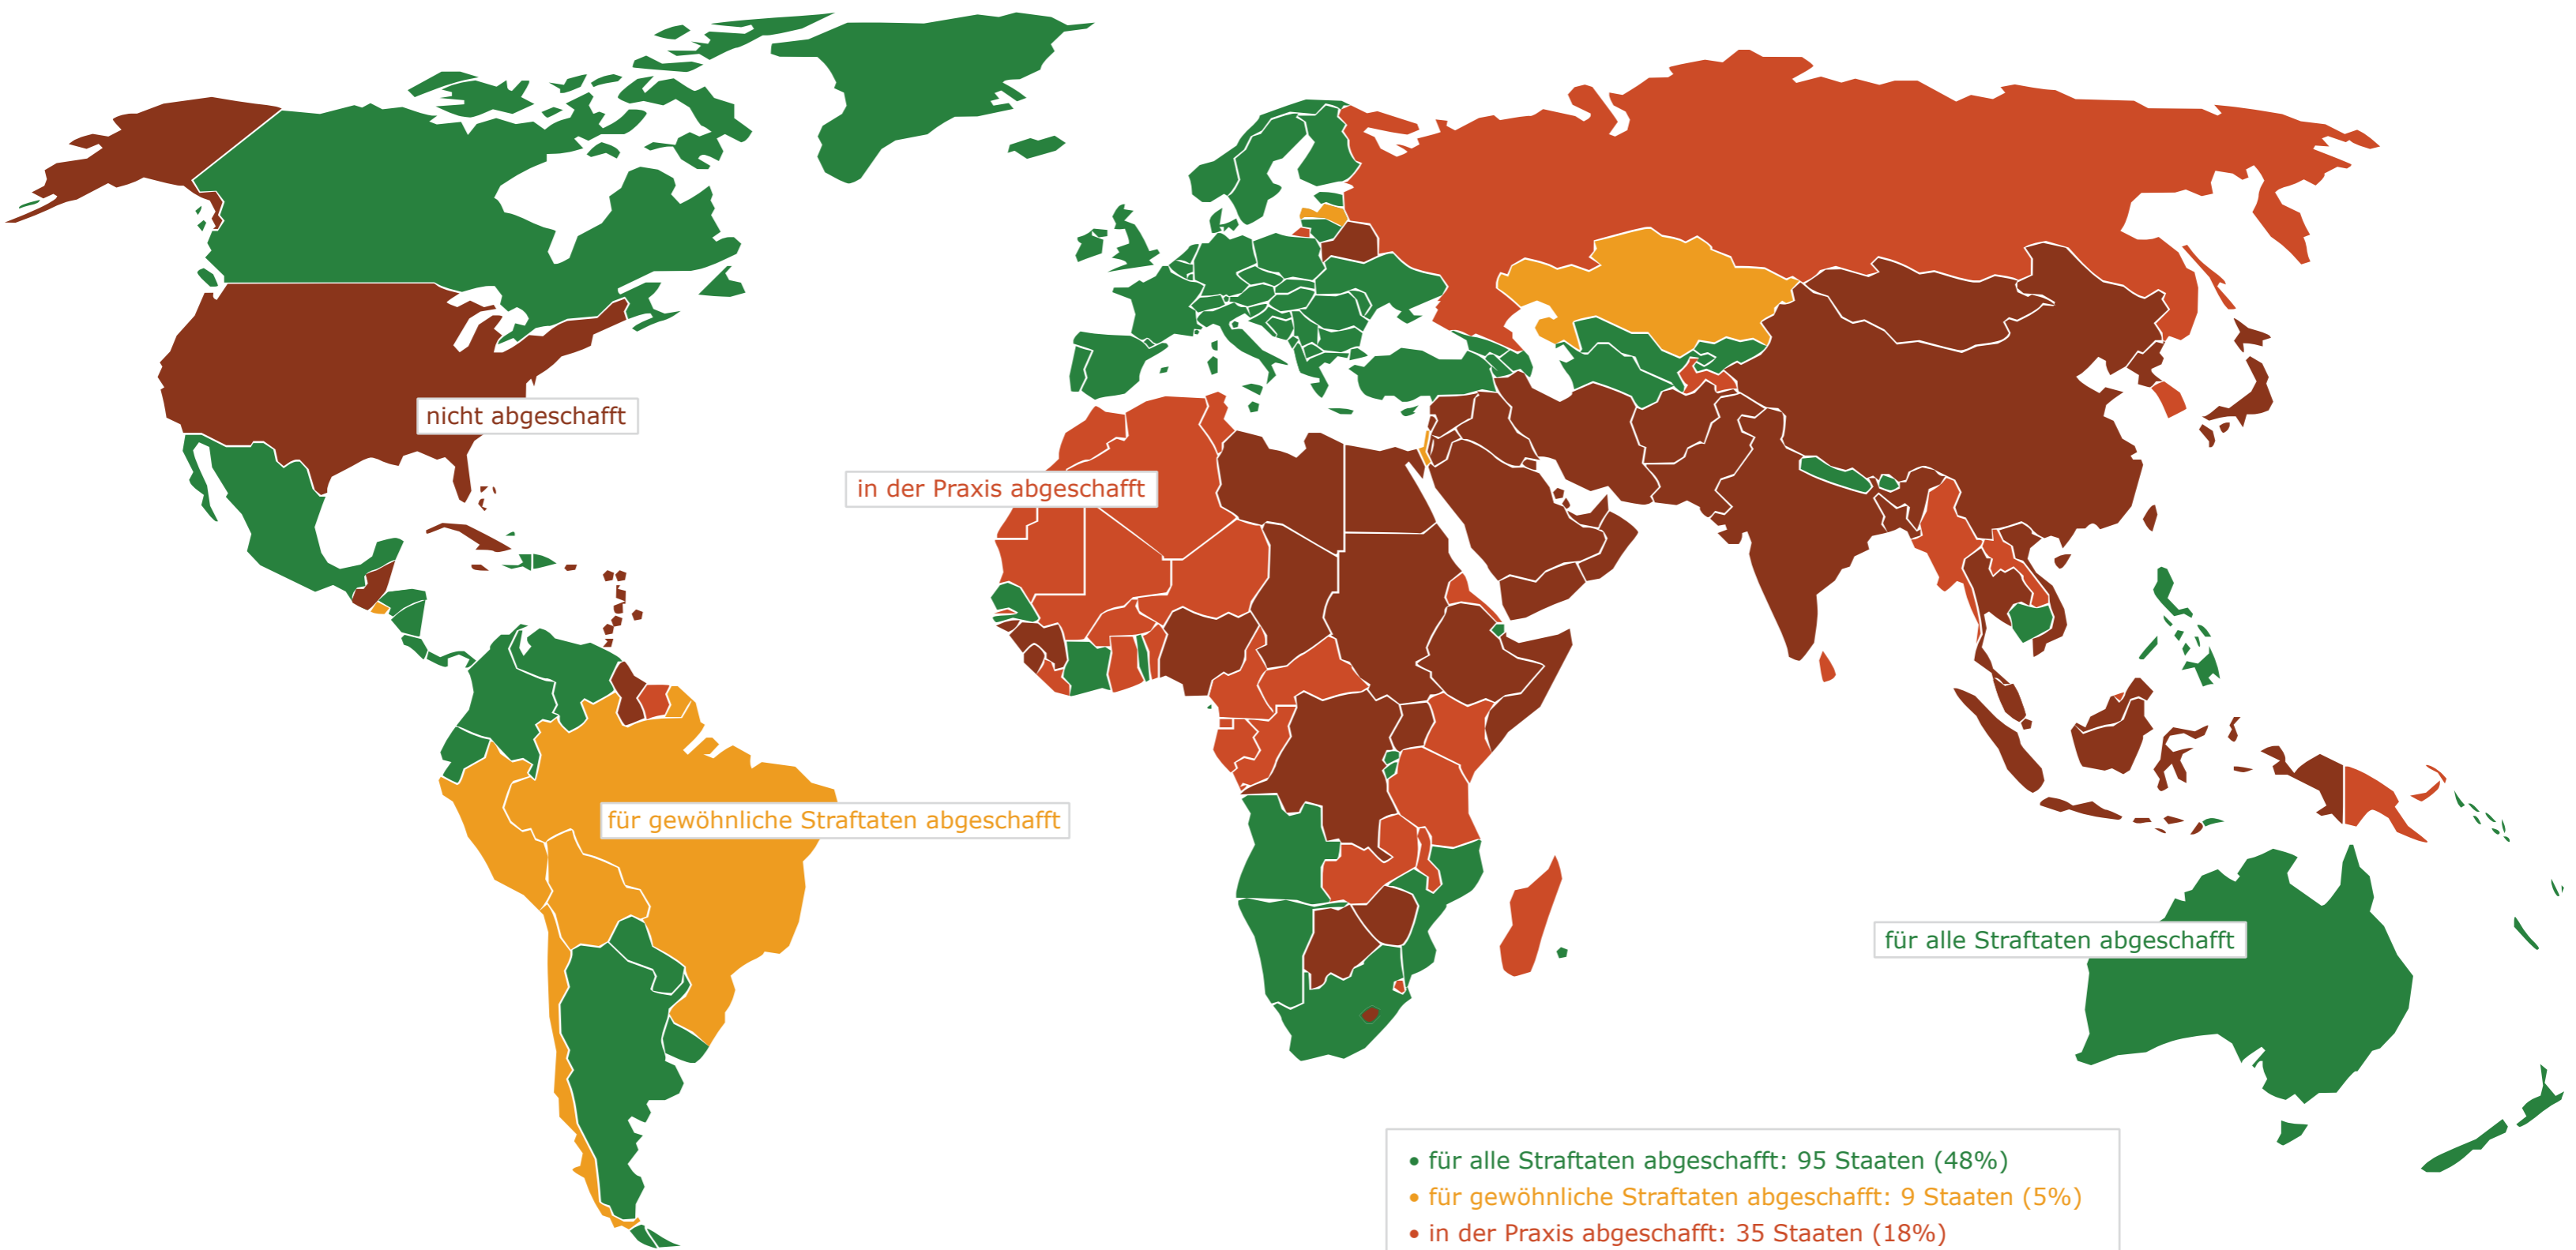 nicht abgeschafft
in der Praxis abgeschafft
für gewöhnliche Straftaten abgeschafft
für alle Straftaten abgeschafft
• für alle Straftaten abgeschafft: 95 Staaten (48%)
• für gewöhnliche Straftaten abgeschafft: 9 Staaten (5%)
• in der Praxis abgeschafft: 35 Staaten (18%)